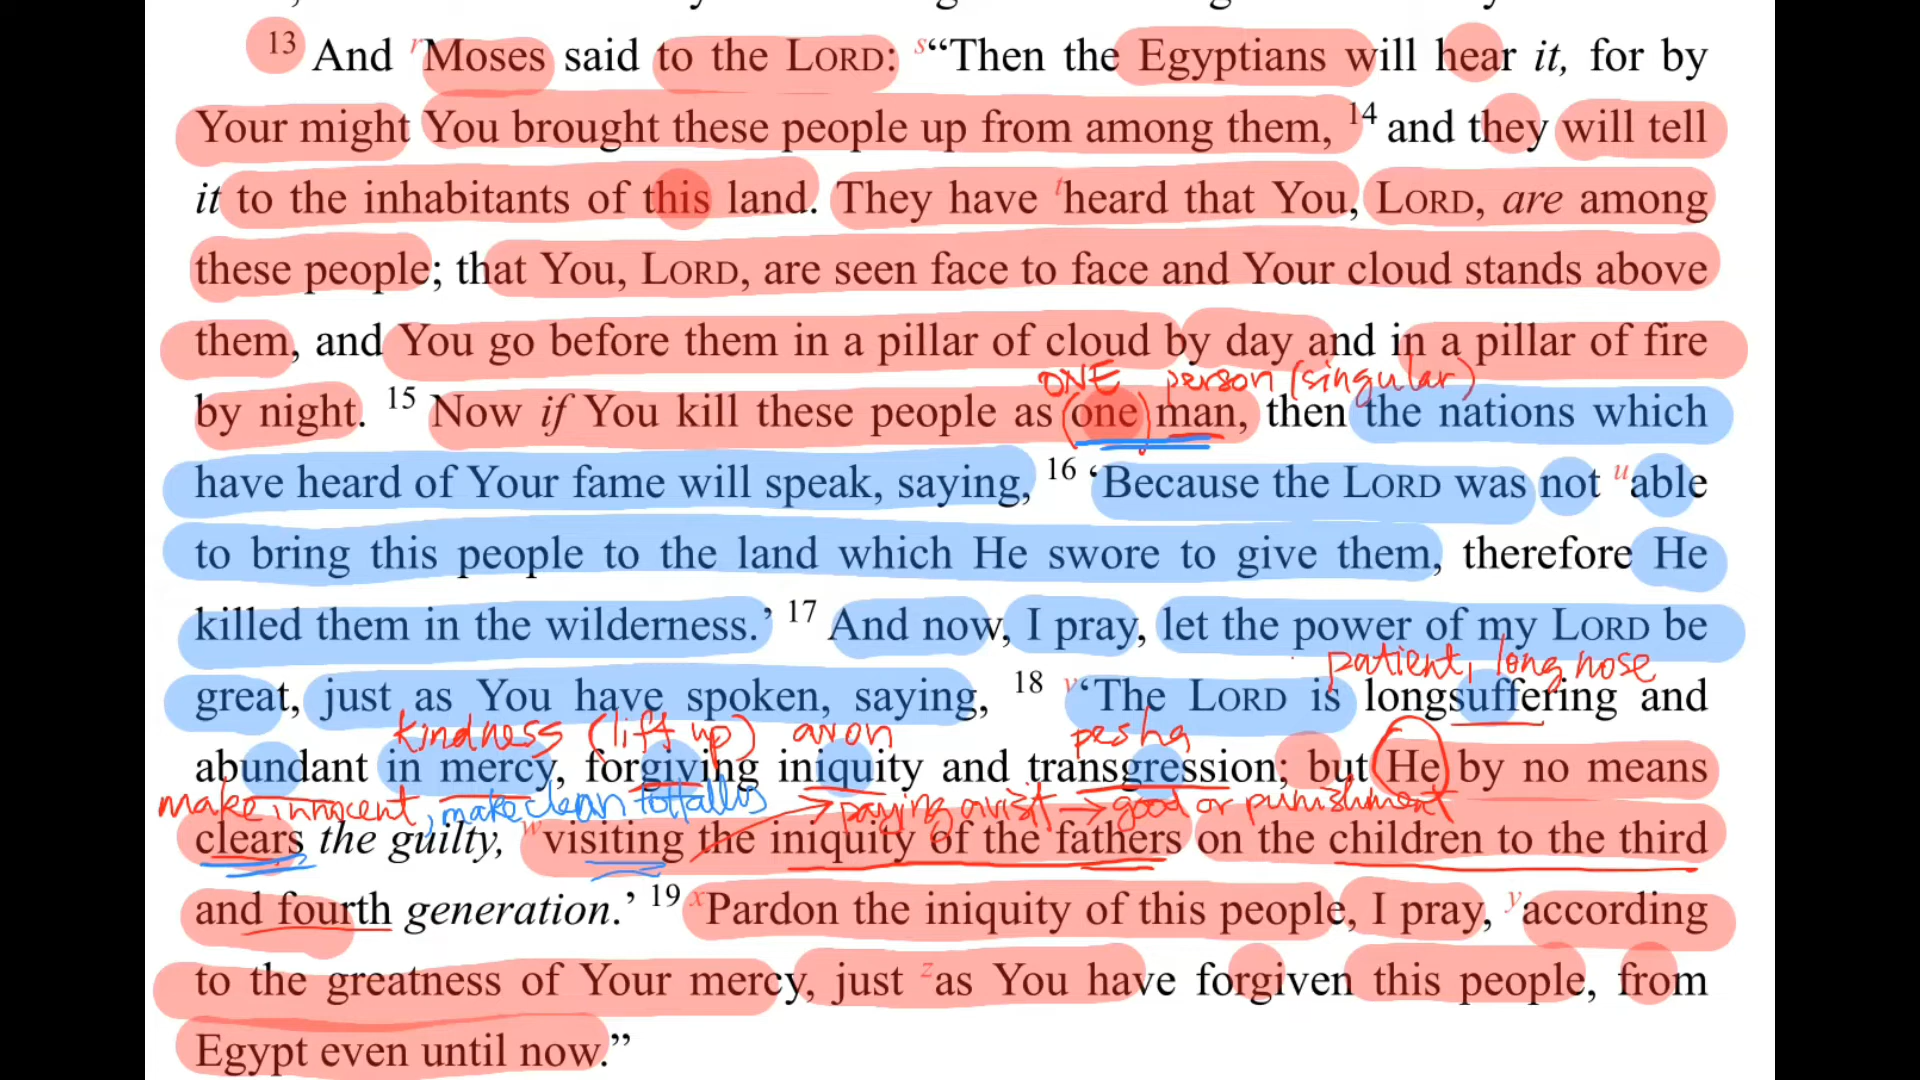 13 And rMoses said to the LORD: s“Then the Egyptians will hear it, for by
Your might You brought these people up from among them, 14 and they will tell
it to the inhabitants of this land. They have theard that You, LORD, are among
these people; that You, LORD, are seen face to face and Your cloud stands above
them, and You go before them in a pillar of cloud by day and in a pillar of fire
ONE person (singular)
by night. 15 Now if You kill these people as (one) man, then the nations which
have heard of Your fame will speak, saying, 16 ‘Because the LORD was not uable
to bring this people to the land which He swore to give them, therefore He
killed them in the wilderness.’ 17 And now, I pray, let the power of my LORD be
patient, long nose
great, just as You have spoken, saying, 18 v‘The LORD is longsuffering and
kindness (lift up) avon pesha
abundant in mercy, forgiving iniquity and transgression; but He by no means
make innocent, make clean → paying a visit → good or punishment
clears the guilty, wvisiting the iniquity of the fathers on the children to the third
and fourth generation.’ 19 xPardon the iniquity of this people, I pray, yaccording
to the greatness of Your mercy, just zas You have forgiven this people, from
Egypt even until now.”